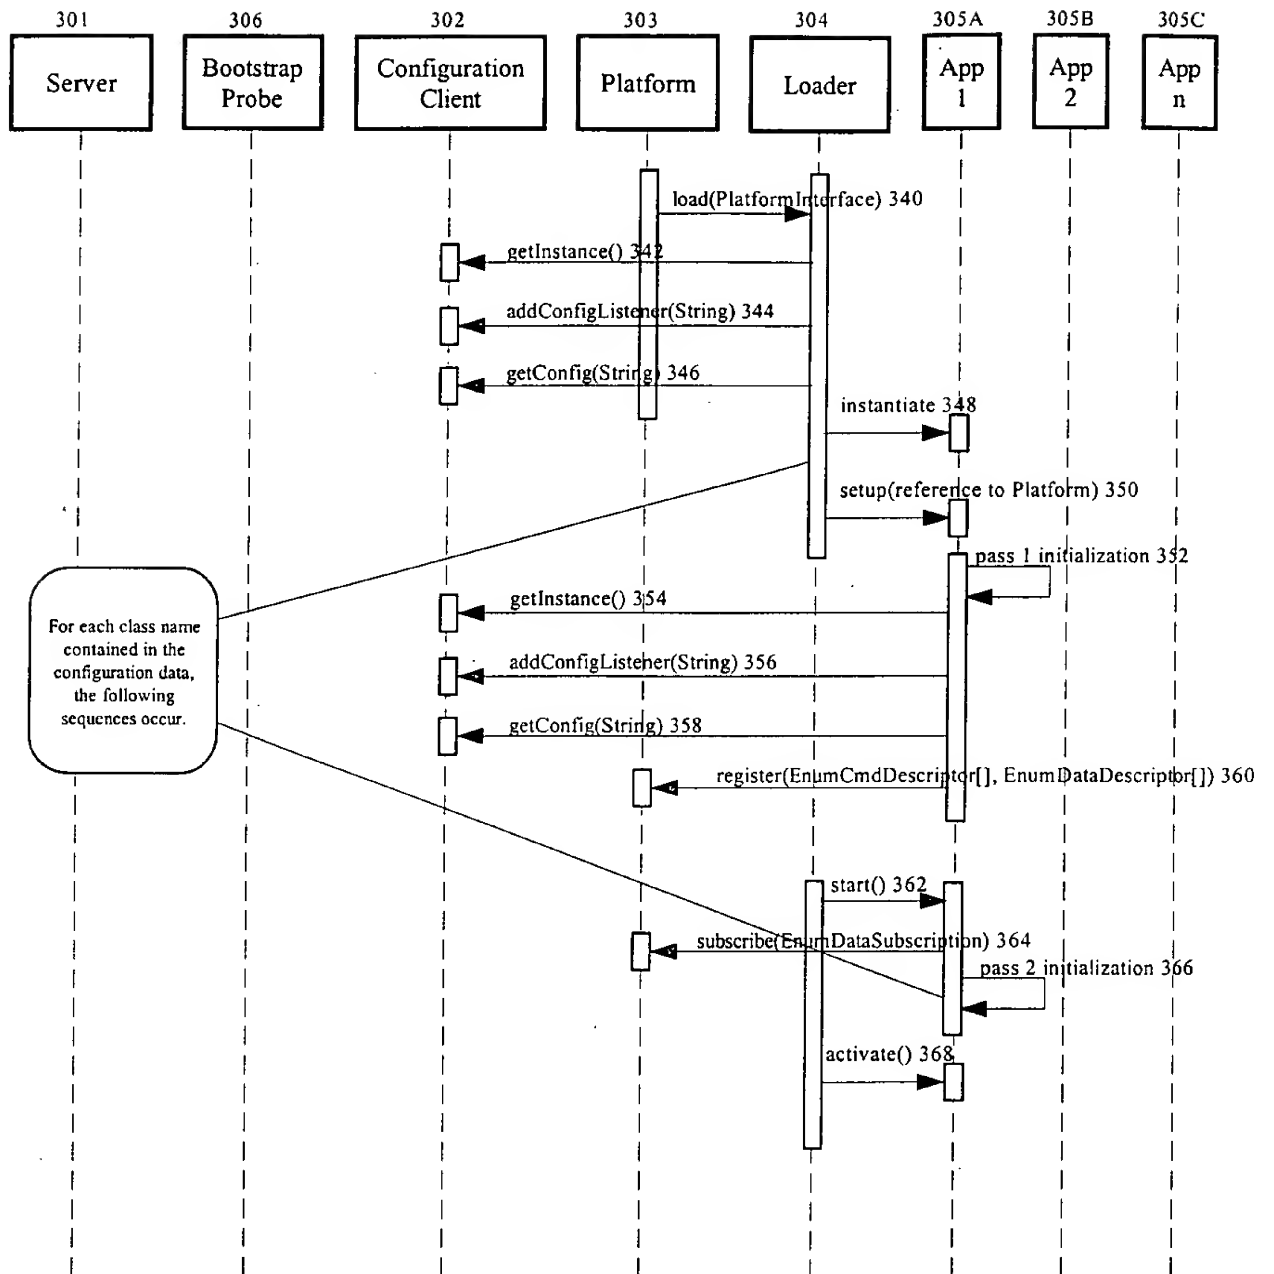 301
306
302
303
304
305A
305B
305C
Server
Bootstrap
Probe
Configuration
Client
Platform
Loader
App
1
App
2
App
n
load(PlatformInterface) 340
getInstance() 342
addConfigListener(String) 344
getConfig(String) 346
instantiate 348
setup(reference to Platform) 350
pass 1 initialization 352
getInstance() 354
For each class name
contained in the
configuration data,
the following
sequences occur.
addConfigListener(String) 356
getConfig(String) 358
register(EnumCmdDescriptor[], EnumDataDescriptor[]) 360
start() 362
subscribe(EnumDataSubscription) 364
pass 2 initialization 366
activate() 368